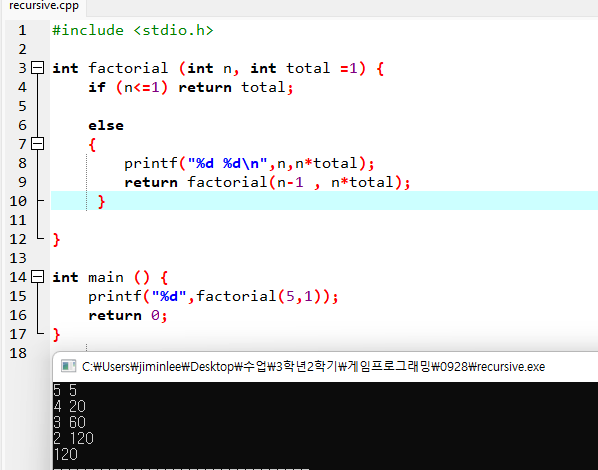 recursive.cpp
1 #include <stdio.h>
2
3 int factorial (int n, int total =1) {
4 if (n<=1) return total;
5
6 else
7 {
8 printf("%d %d\n",n,n*total);
9 return factorial(n-1 , n*total);
10 }
11
12 }
13
14 int main () {
15 printf("%d",factorial(5,1));
16 return 0;
17 }
18
C:₩Users₩jiminlee₩Desktop₩수업₩3학년2학기₩게임프로그래밍₩0928₩recursive.exe
5 5
4 20
3 60
2 120
120